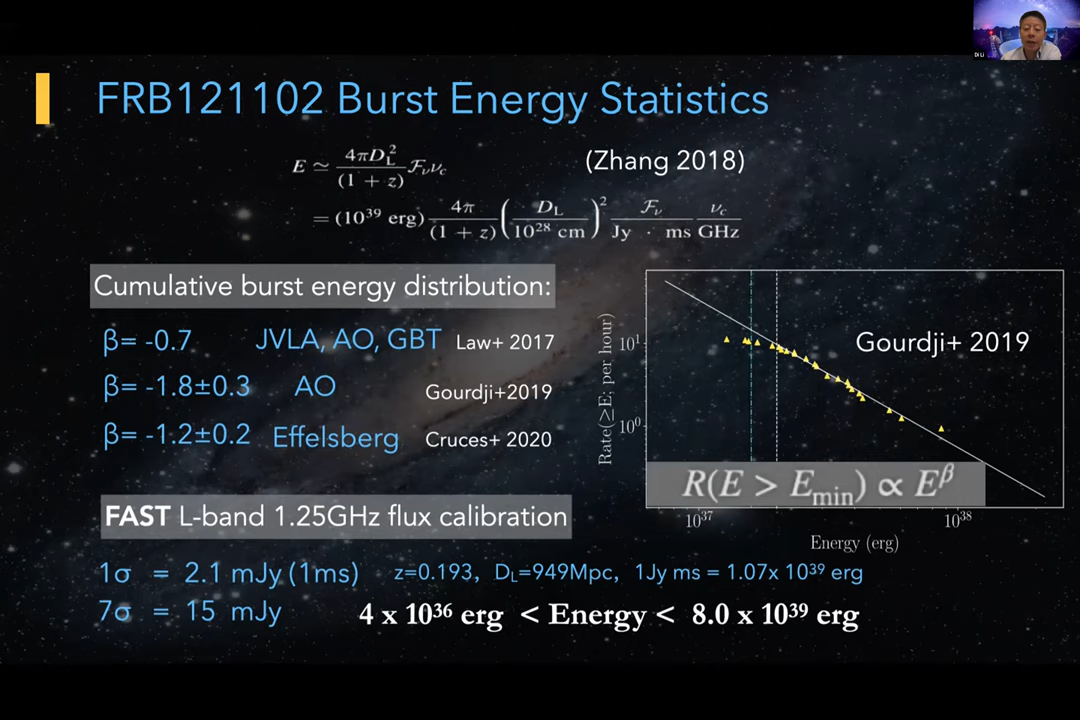 Di Li
FRB121102 Burst Energy Statistics
E ≃ 4πD_L^2 / (1 + z) ℱ_ν ν_c
(Zhang 2018)
= (10^39 erg) 4π / (1 + z) (D_L / 10^28 cm)^2 ℱ_ν / Jy · ms ν_c / GHz
Cumulative burst energy distribution:
β= -0.7 JVLA, AO, GBT Law+ 2017
β= -1.8±0.3 AO Gourdji+2019
β= -1.2±0.2 Effelsberg Cruces+ 2020
Gourdji+ 2019
Rate(≥E; per hour)
10^1
10^0
R(E > E_min) ∝ E^β
10^37 10^38
Energy (erg)
FAST L-band 1.25GHz flux calibration
1σ = 2.1 mJy (1ms) z=0.193, D_L=949Mpc, 1Jy ms = 1.07x 10^39 erg
7σ = 15 mJy 4 x 10^36 erg < Energy < 8.0 x 10^39 erg